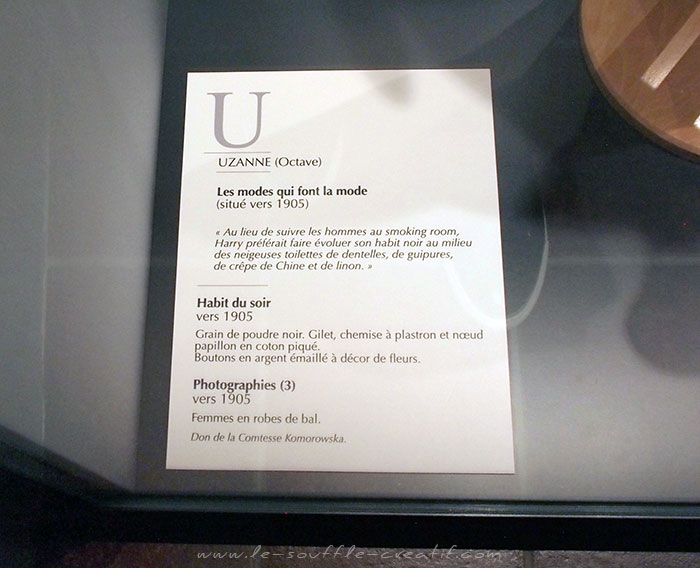 U
UZANNE (Octave)
Les modes qui font la mode
(situé vers 1905)
« Au lieu de suivre les hommes au smoking room,
Harry préférait faire évoluer son habit noir au milieu
des neigeuses toilettes de dentelles, de guipures,
de crêpe de Chine et de linon. »
Habit du soir
vers 1905
Grain de poudre noir. Gilet, chemise à plastron et nœud
papillon en coton piqué.
Boutons en argent émaillé à décor de fleurs.
Photographies (3)
vers 1905
Femmes en robes de bal.
Don de la Comtesse Komorowska.
www.le-souffle-creatif.com